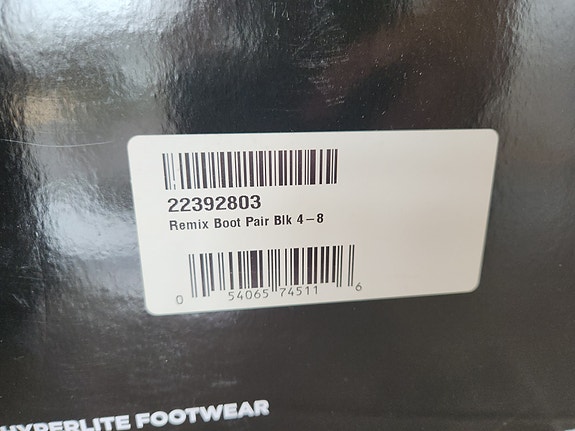 22392803
Remix Boot Pair Blk 4-8
0 54065 74511 6
HYPERLITE FOOTWEAR